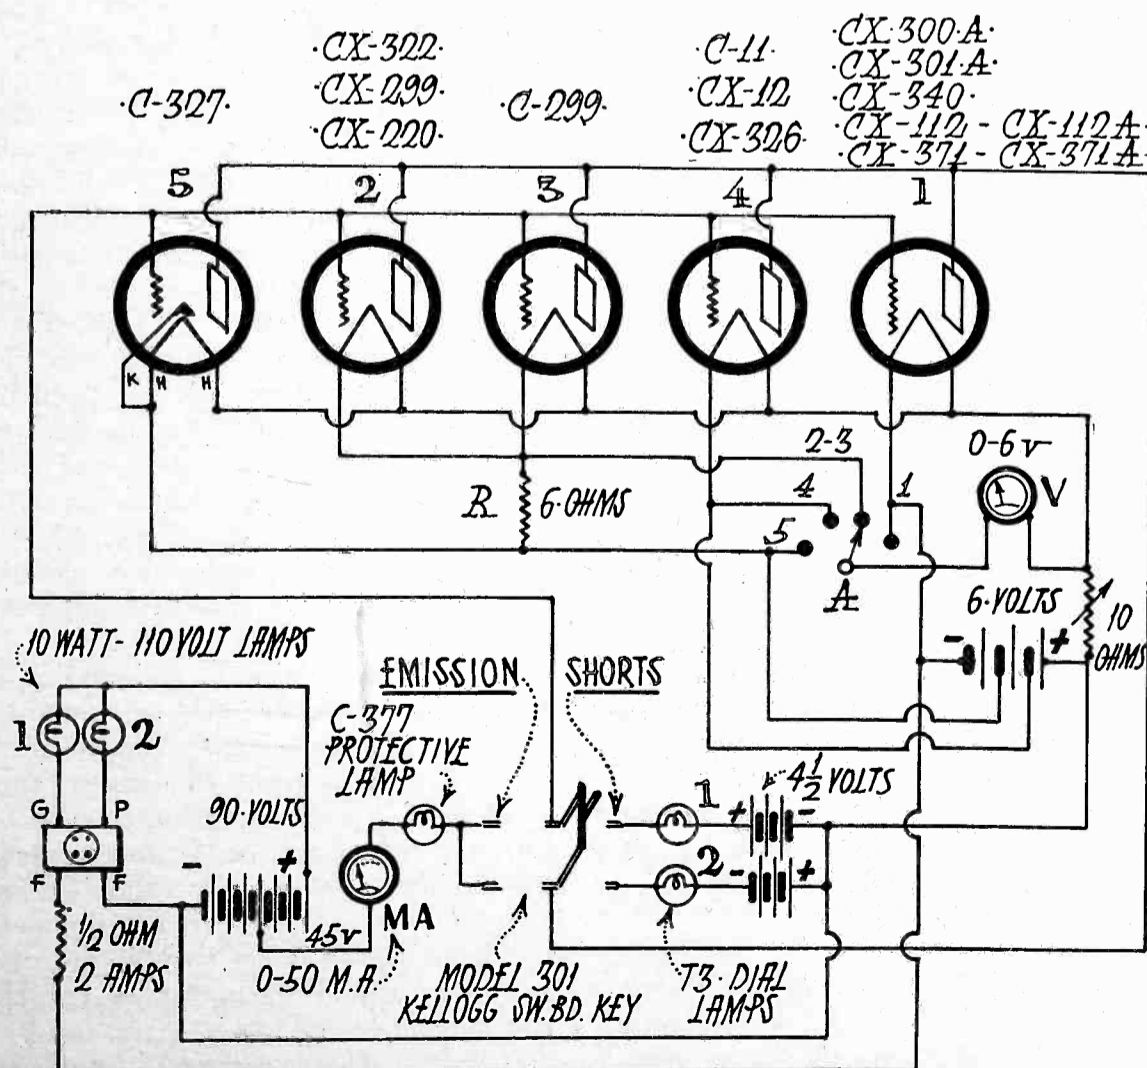 ·C-327·
·CX-322·
·CX-299·
·CX-220·
·C-299·
·C-11·
·CX-12
·CX-326·
·CX-300·A·
·CX-301·A·
·CX-340·
·CX-112 - CX-112A·
·CX-371 - CX-371A·
5
2
3
4
1
K H H
2-3
0-6 v
4
1
V
R
6·OHMS
5
A
6·VOLTS
10
OHMS
- +
10 WATT - 110 VOLT LAMPS
EMISSION
SHORTS
C-377
PROTECTIVE
LAMP
1 2
4 1/2 VOLTS
1
+ -
G P
90·VOLTS
2
- +
- +
F F
MA
45v
1/2 OHM
2 AMPS
0-50 M.A.
MODEL 301
KELLOGG SW.BD. KEY
T3·DIAL
LAMPS